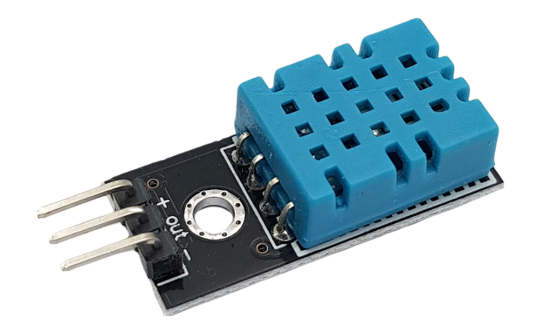 + out -